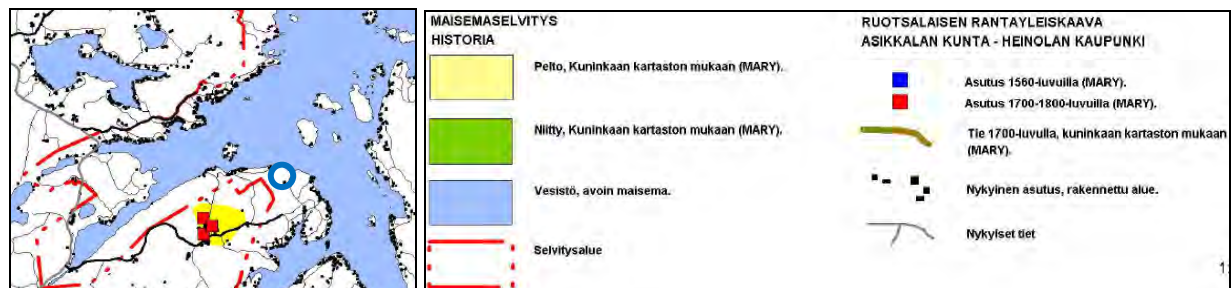 MAISEMASELVITYS
HISTORIA
Pelto, Kuninkaan kartaston mukaan (MARY).
Niitty, Kuninkaan kartaston mukaan (MARY).
Vesistö, avoin maisema.
Selvitysalue
RUOTSALAISEN RANTAYLEISKAAVA
ASIKKALAN KUNTA - HEINOLAN KAUPUNKI
Asutus 1560-luvuilla (MARY).
Asutus 1700-1800-luvuilla (MARY).
Tie 1700-luvulla, kuninkaan kartaston mukaan
(MARY).
Nykyinen asutus, rakennettu alue.
Nykyiset tiet
1